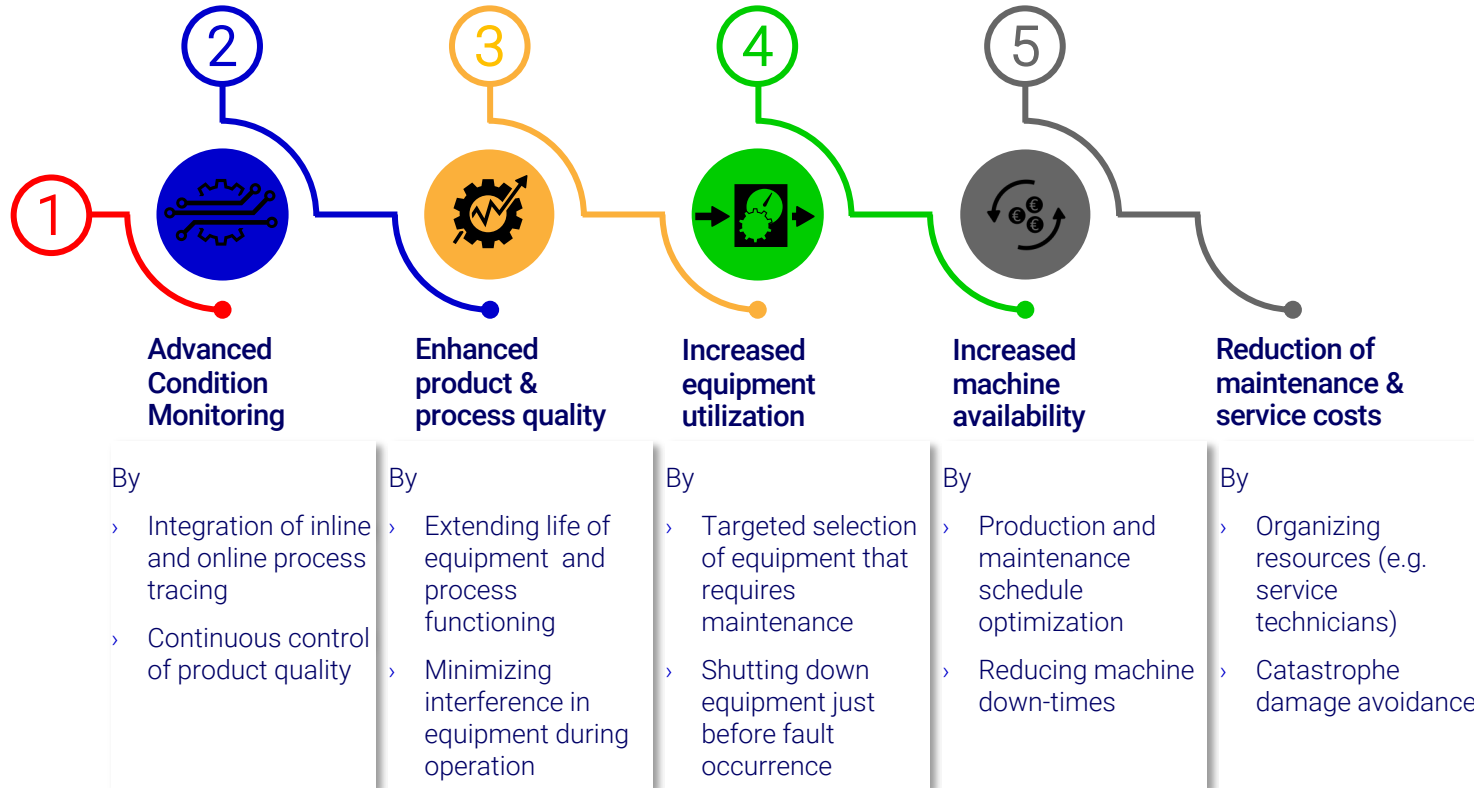 1
2
3
4
5
€
€
€
Advanced
Condition
Monitoring
By
› Integration of inline
and online process
tracing
› Continuous control
of product quality
Enhanced
product &
process quality
By
› Extending life of
equipment and
process
functioning
› Minimizing
interference in
equipment during
operation
Increased
equipment
utilization
By
› Targeted selection
of equipment that
requires
maintenance
› Shutting down
equipment just
before fault
occurrence
Increased
machine
availability
By
› Production and
maintenance
schedule
optimization
› Reducing machine
down-times
Reduction of
maintenance &
service costs
By
› Organizing
resources (e.g.
service
technicians)
› Catastrophe
damage avoidance